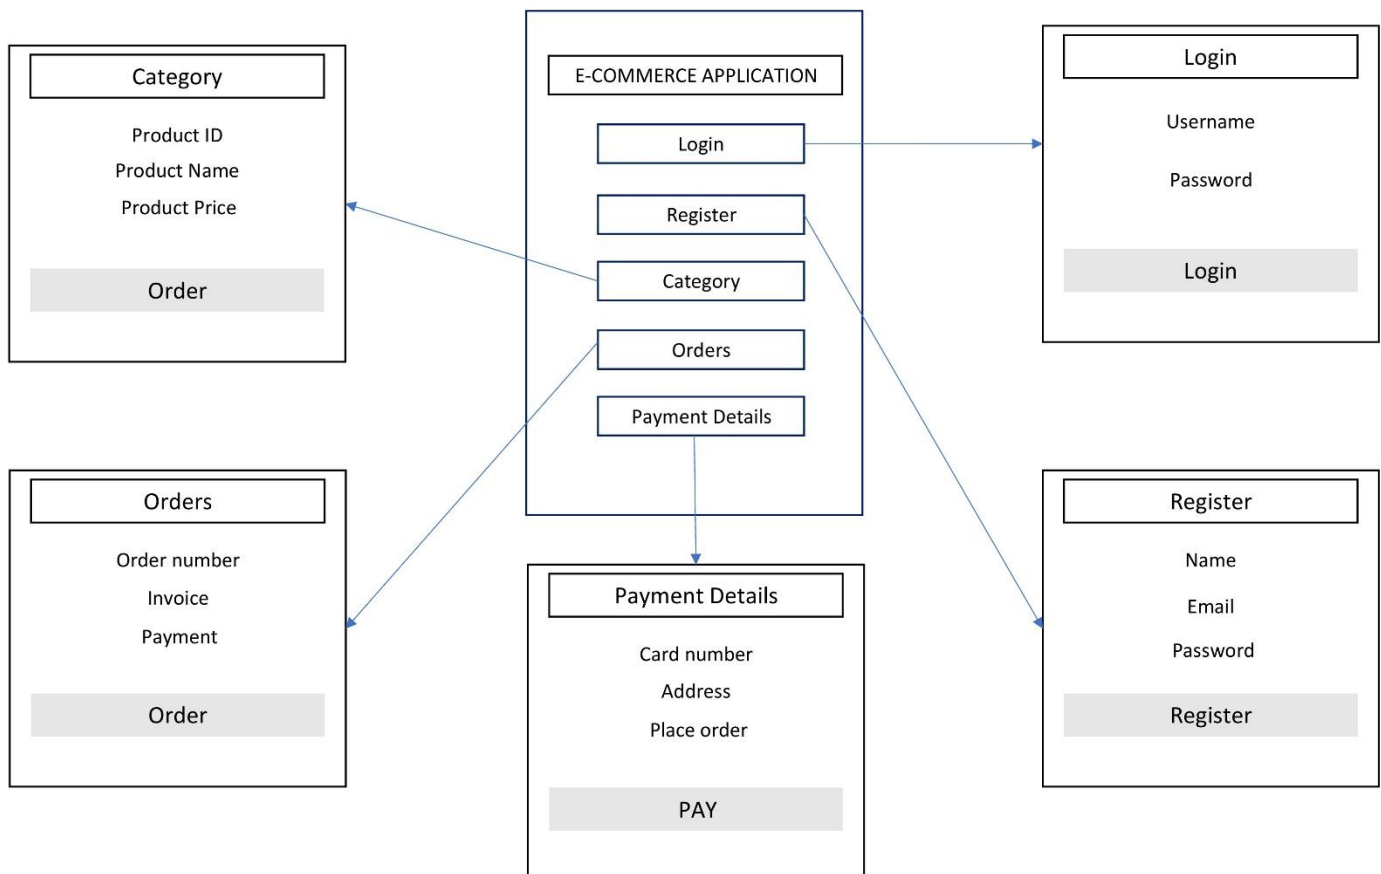 E-COMMERCE APPLICATION
Login
Register
Category
Orders
Payment Details
Category
Product ID
Product Name
Product Price
Order
Login
Username
Password
Login
Orders
Order number
Invoice
Payment
Order
Payment Details
Card number
Address
Place order
PAY
Register
Name
Email
Password
Register